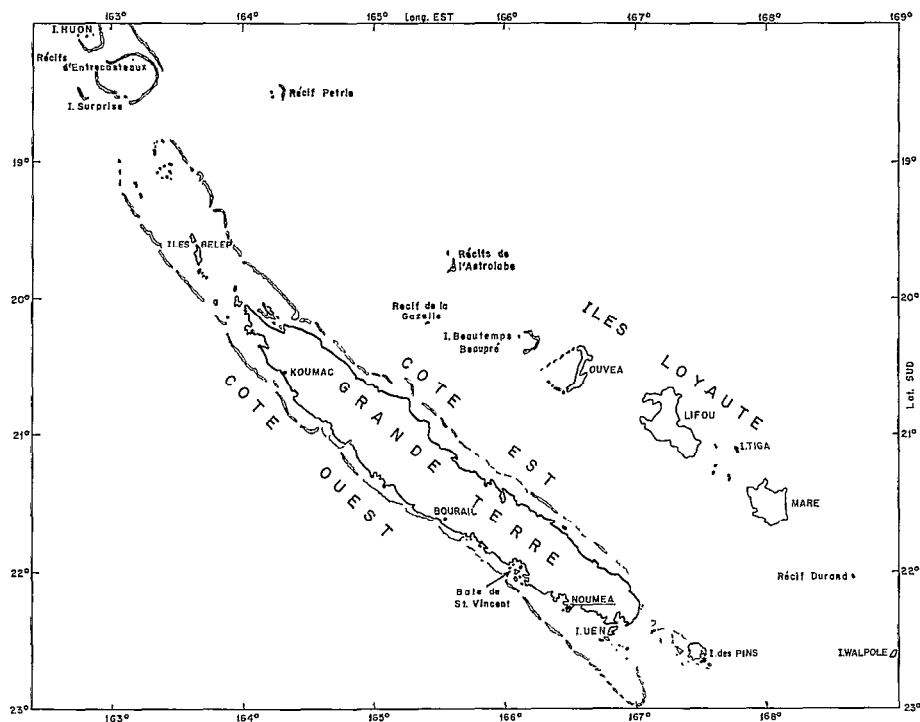 163° 164° 165° Long. EST 166° 167° 168° 169°
I. HUON
Récifs
d'Entrecasteaux
I. Surprise
Récif Petrie
19° 19°
ILES BELEP
Récits de
l'Astrolabe
20° 20°
Recif de la
Gazelle
I. Beautemps
Beaupré
ILES LOYAUTE
OUVEA
KOUMAC
Lat. SUD
LIFOU
I. TIGA
21° 21°
COTE EST
GRANDE TERRE
COTE OUEST
MARE
BOURAIL
22° 22°
Récif Durand
Baie de
St. Vincent
NOUMEA
I. UEN
I. des PINS
I. WALPOLE
23° 23°
163° 164° 165° 166° 167° 168°